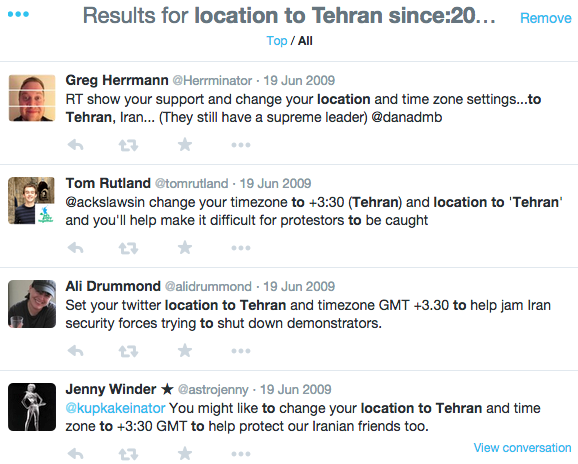 Results for location to Tehran since:20...
Remove
Top / All
Greg Herrmann @Herrminator · 19 Jun 2009
RT show your support and change your location and time zone settings...to
Tehran, Iran... (They still have a supreme leader) @danadmb
Tom Rutland @tomrutland · 19 Jun 2009
@ackslawsin change your timezone to +3:30 (Tehran) and location to 'Tehran'
and you'll help make it difficult for protestors to be caught
Ali Drummond @alidrummond · 19 Jun 2009
Set your twitter location to Tehran and timezone GMT +3.30 to help jam Iran
security forces trying to shut down demonstrators.
Jenny Winder ★ @astrojenny · 19 Jun 2009
@kupkakeinator You might like to change your location to Tehran and time
zone to +3:30 GMT to help protect our Iranian friends too.
View conversation